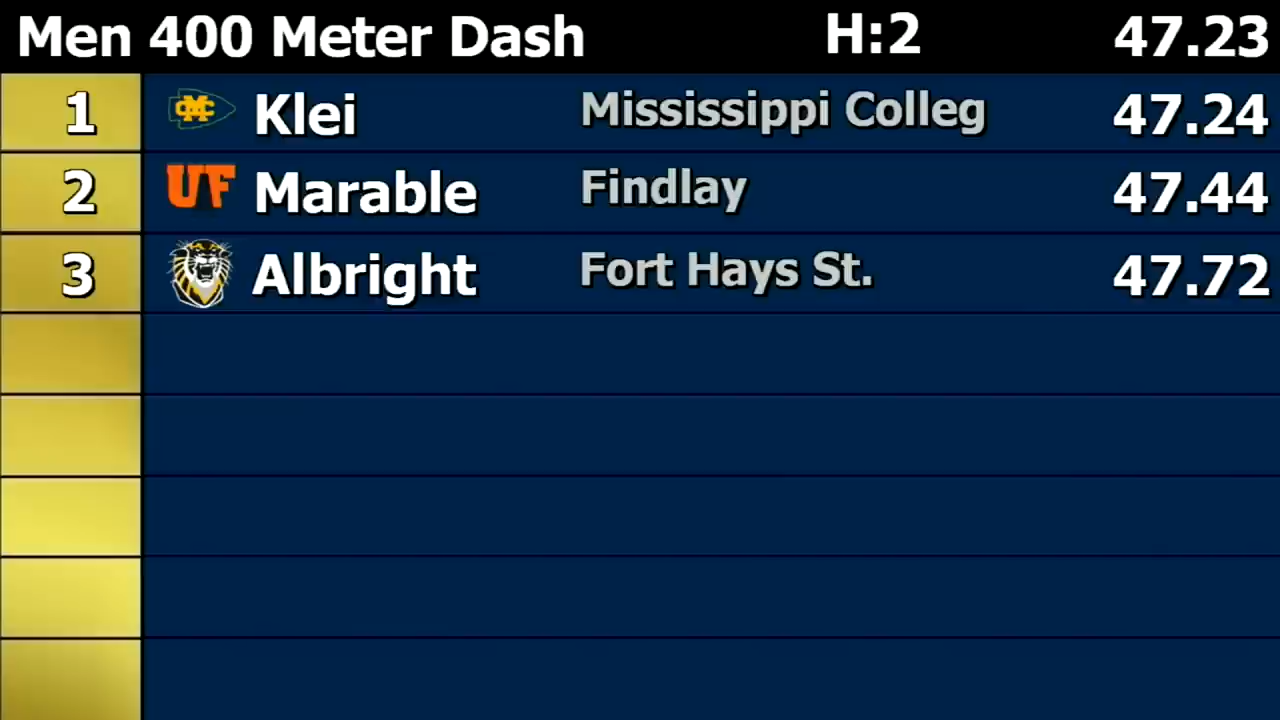 Men 400 Meter Dash H:2 47.23
1 MC Klei Mississippi Colleg 47.24
2 UF Marable Findlay 47.44
3 Albright Fort Hays St. 47.72